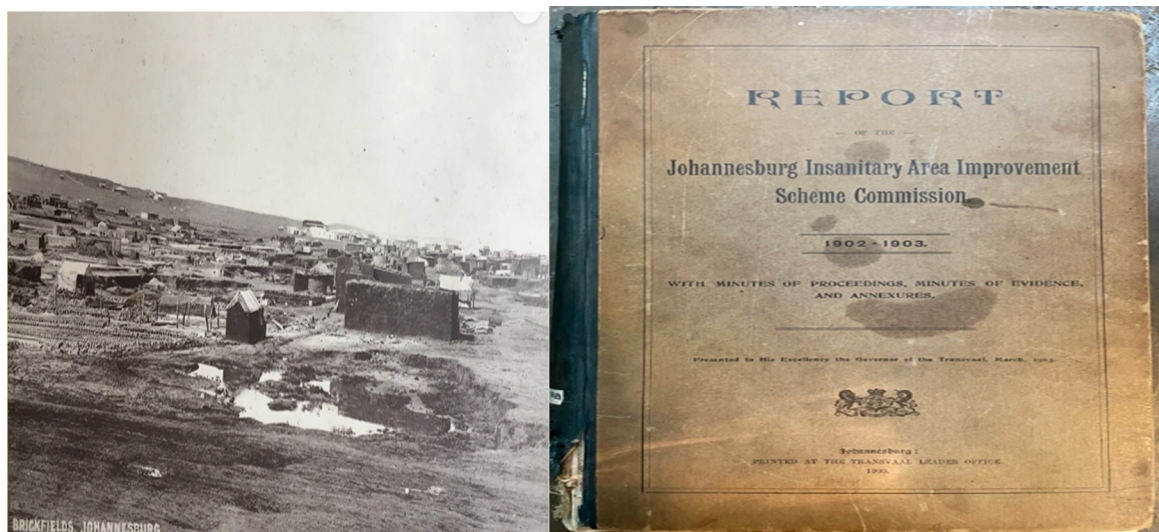 BRICKFIELDS JOHANNESBURG
REPORT
— OF THE —
Johannesburg Insanitary Area Improvement
Scheme Commission,
1902-1903.
WITH MINUTES OF PROCEEDINGS, MINUTES OF EVIDENCE,
AND ANNEXURES.
Presented to His Excellency the Governor of the Transvaal, March, 1903.
Johannesburg:
PRINTED AT THE TRANSVAAL LEADER OFFICE.
1903.